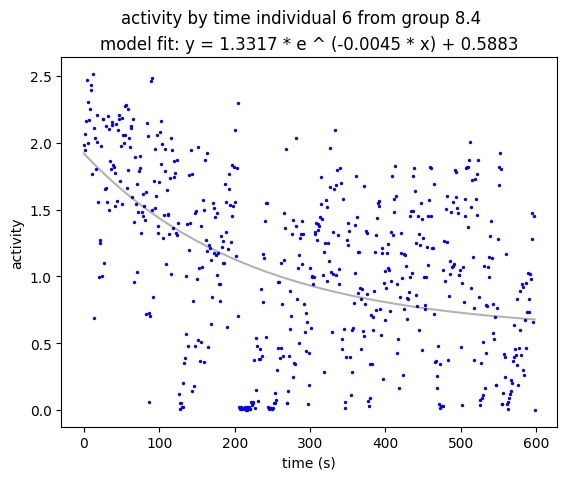 activity by time individual 6 from group 8.4
model fit: y = 1.3317 * e ^ (-0.0045 * x) + 0.5883
2.5
2.0
1.5
1.0
0.5
0.0
activity
0 100 200 300 400 500 600
time (s)